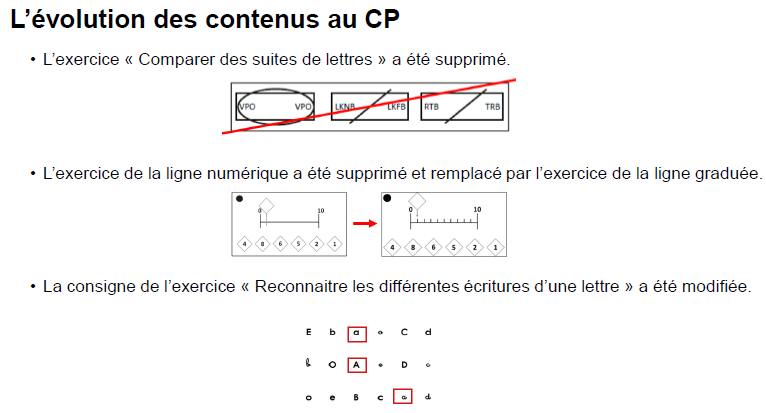 L’évolution des contenus au CP
• L’exercice « Comparer des suites de lettres » a été supprimé.
VPO VPO LKNB LKFB RTB TRB
• L’exercice de la ligne numérique a été supprimé et remplacé par l’exercice de la ligne graduée.
0 10 0 10
4 8 6 5 2 1 4 8 6 5 2 1
• La consigne de l’exercice « Reconnaitre les différentes écritures d’une lettre » a été modifiée.
E b a C d
b O A D
o e B c a d